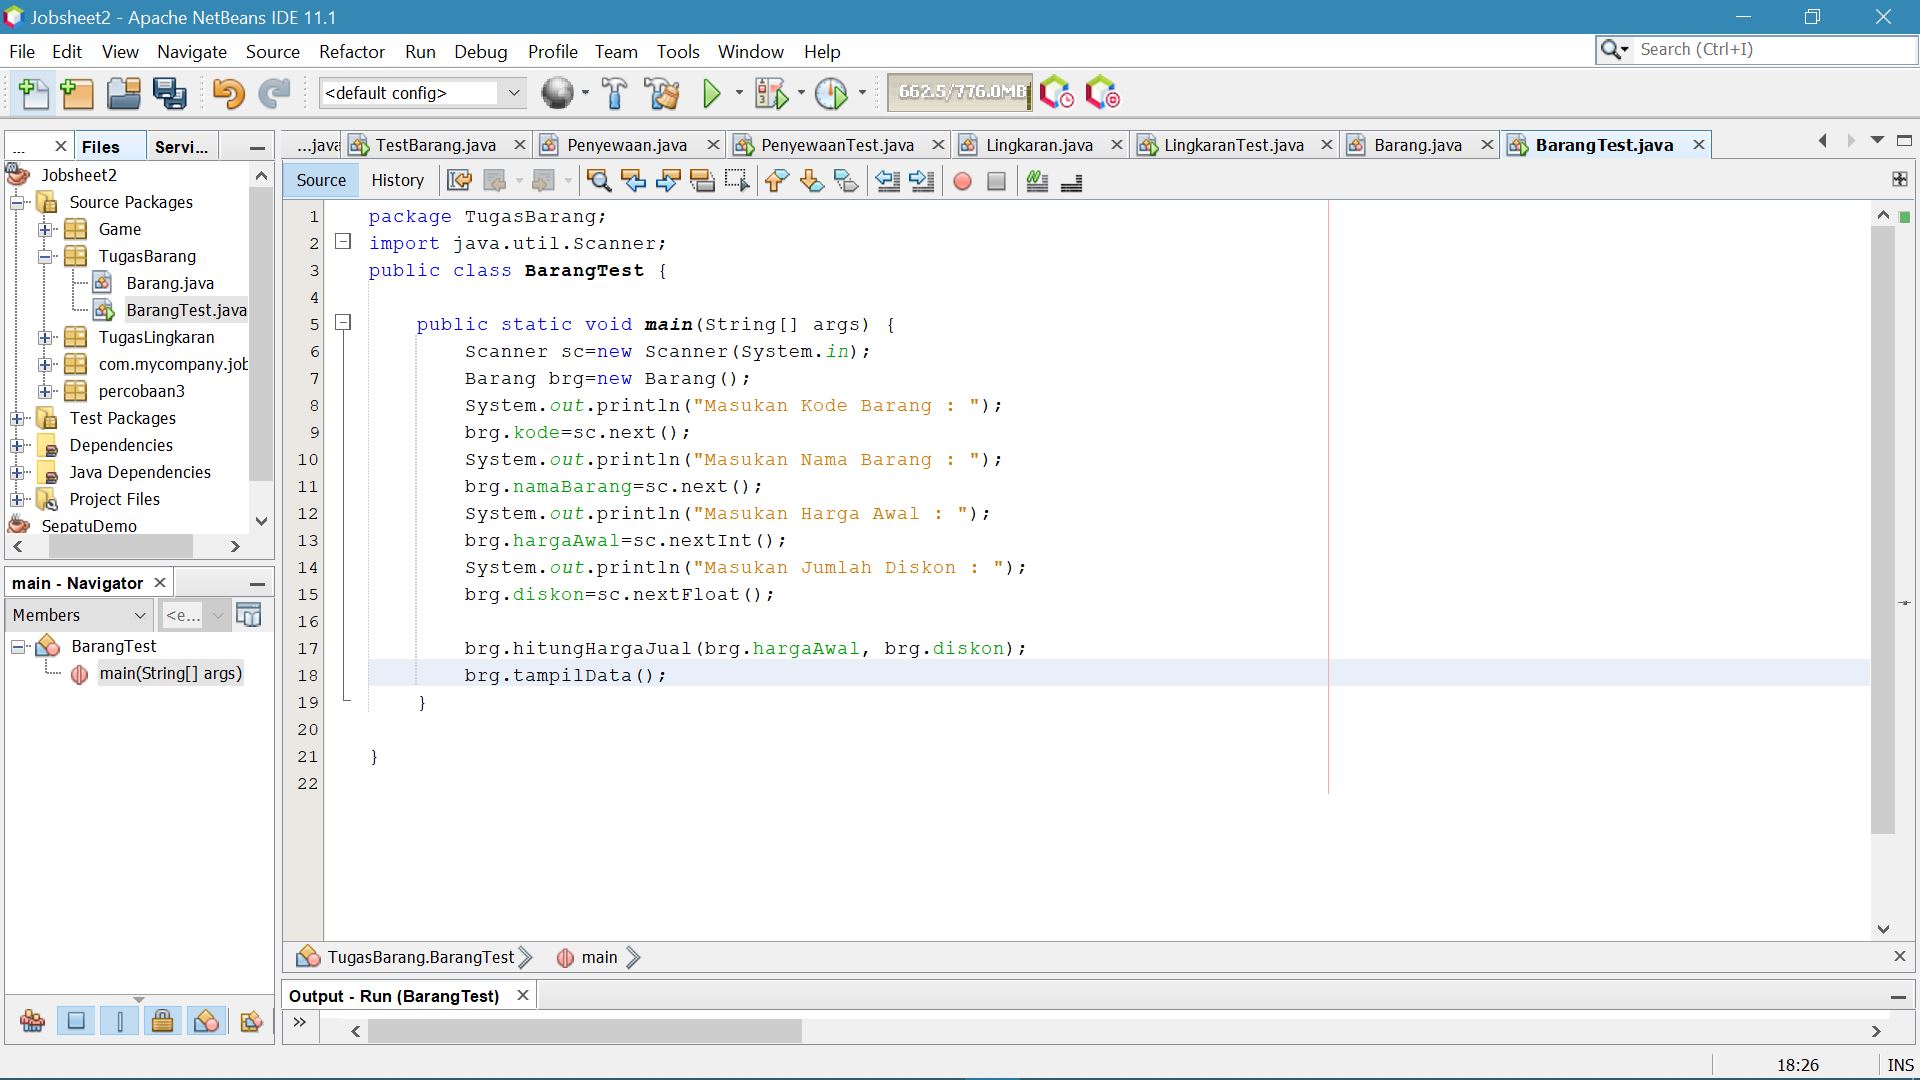 Jobsheet2 - Apache NetBeans IDE 11.1
File Edit View Navigate Source Refactor Run Debug Profile Team Tools Window Help
Search (Ctrl+I)
<default config>
662.5/776.0MB
... Files Servi...
Jobsheet2
Source Packages
Game
TugasBarang
Barang.java
BarangTest.java
TugasLingkaran
com.mycompany.job
percobaan3
Test Packages
Dependencies
Java Dependencies
Project Files
SepatuDemo
main - Navigator
Members <e...
BarangTest
main(String[] args)
...java TestBarang.java Penyewaan.java PenyewaanTest.java Lingkaran.java LingkaranTest.java Barang.java BarangTest.java
Source History
1 package TugasBarang;
2 import java.util.Scanner;
3 public class BarangTest {
4
5 public static void main(String[] args) {
6 Scanner sc=new Scanner(System.in);
7 Barang brg=new Barang();
8 System.out.println("Masukan Kode Barang : ");
9 brg.kode=sc.next();
10 System.out.println("Masukan Nama Barang : ");
11 brg.namaBarang=sc.next();
12 System.out.println("Masukan Harga Awal : ");
13 brg.hargaAwal=sc.nextInt();
14 System.out.println("Masukan Jumlah Diskon : ");
15 brg.diskon=sc.nextFloat();
16
17 brg.hitungHargaJual(brg.hargaAwal, brg.diskon);
18 brg.tampilData();
19 }
20
21 }
22
TugasBarang.BarangTest main
Output - Run (BarangTest)
18:26 INS